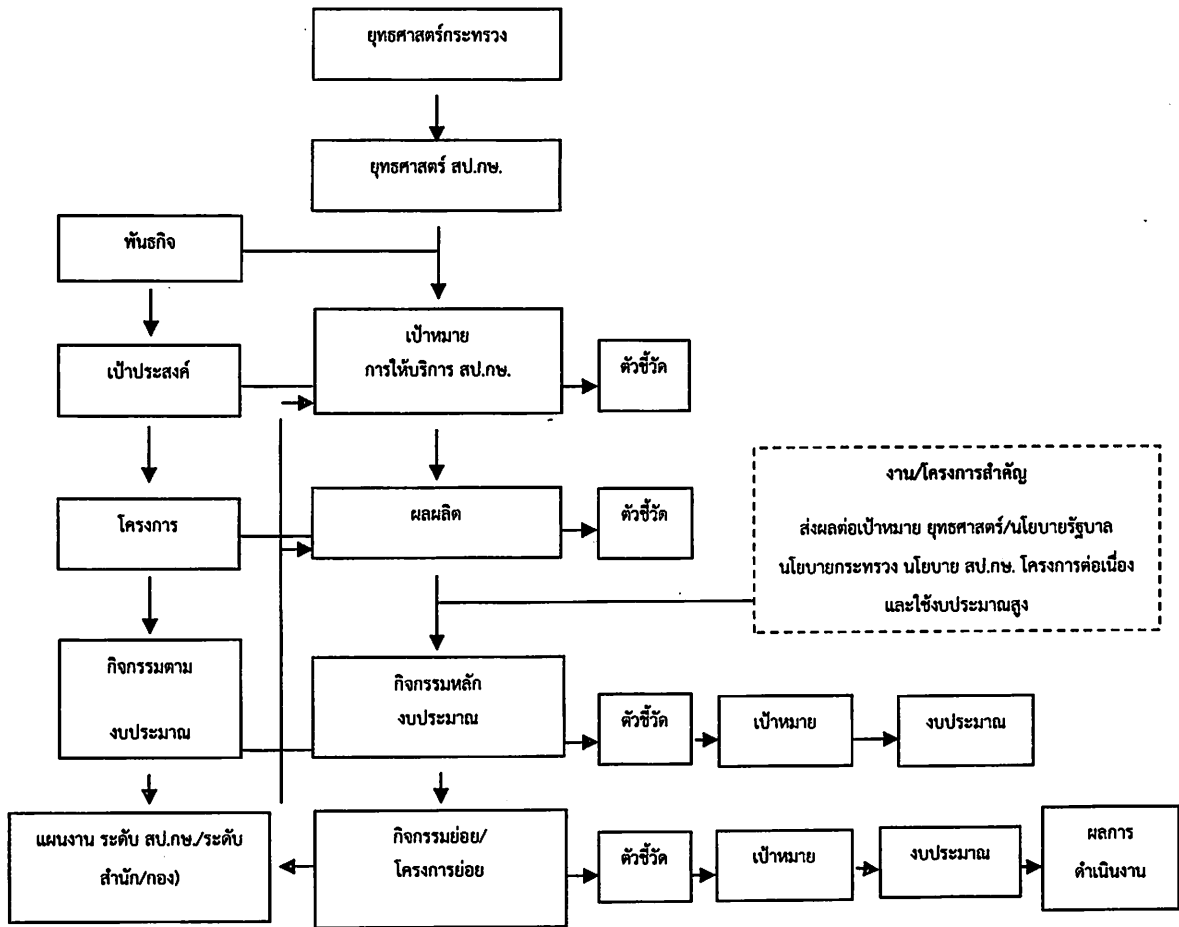 ยุทธศาสตร์กระทรวง
ยุทธศาสตร์ สป.กษ.
พันธกิจ
เป้าหมาย
การให้บริการ สป.กษ.
ตัวชี้วัด
เป้าประสงค์
งาน/โครงการสำคัญ
ส่งผลต่อเป้าหมาย ยุทธศาสตร์/นโยบายรัฐบาล
นโยบายกระทรวง นโยบาย สป.กษ. โครงการต่อเนื่อง
และใช้งบประมาณสูง
โครงการ
ผลผลิต
ตัวชี้วัด
กิจกรรมตาม
งบประมาณ
กิจกรรมหลัก
งบประมาณ
ตัวชี้วัด
เป้าหมาย
งบประมาณ
แผนงาน ระดับ สป.กษ./ระดับ
สำนัก/กอง)
กิจกรรมย่อย/
โครงการย่อย
ตัวชี้วัด
เป้าหมาย
งบประมาณ
ผลการ
ดำเนินงาน